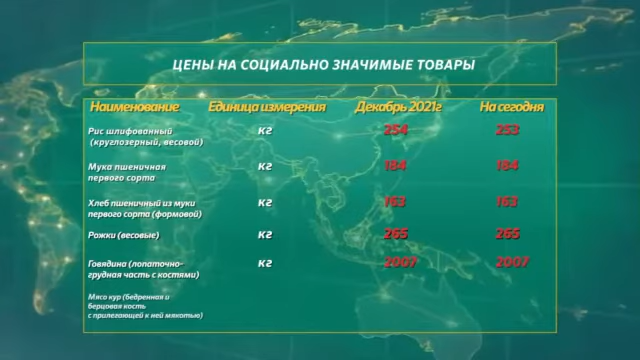 ЦЕНЫ НА СОЦИАЛЬНО ЗНАЧИМЫЕ ТОВАРЫ
Наименование Единица измерения Декабрь 2021г На сегодня
Рис шлифованный
(круглозерный, весовой) кг 254 253
Мука пшеничная
первого сорта кг 184 184
Хлеб пшеничный из муки
первого сорта (формовой) кг 163 163
Рожки (весовые) кг 265 265
Говядина (лопаточно-
грудная часть с костями) кг 2007 2007
Мясо кур (бедренная и
берцовая кость
с прилегающей к ней мякотью)